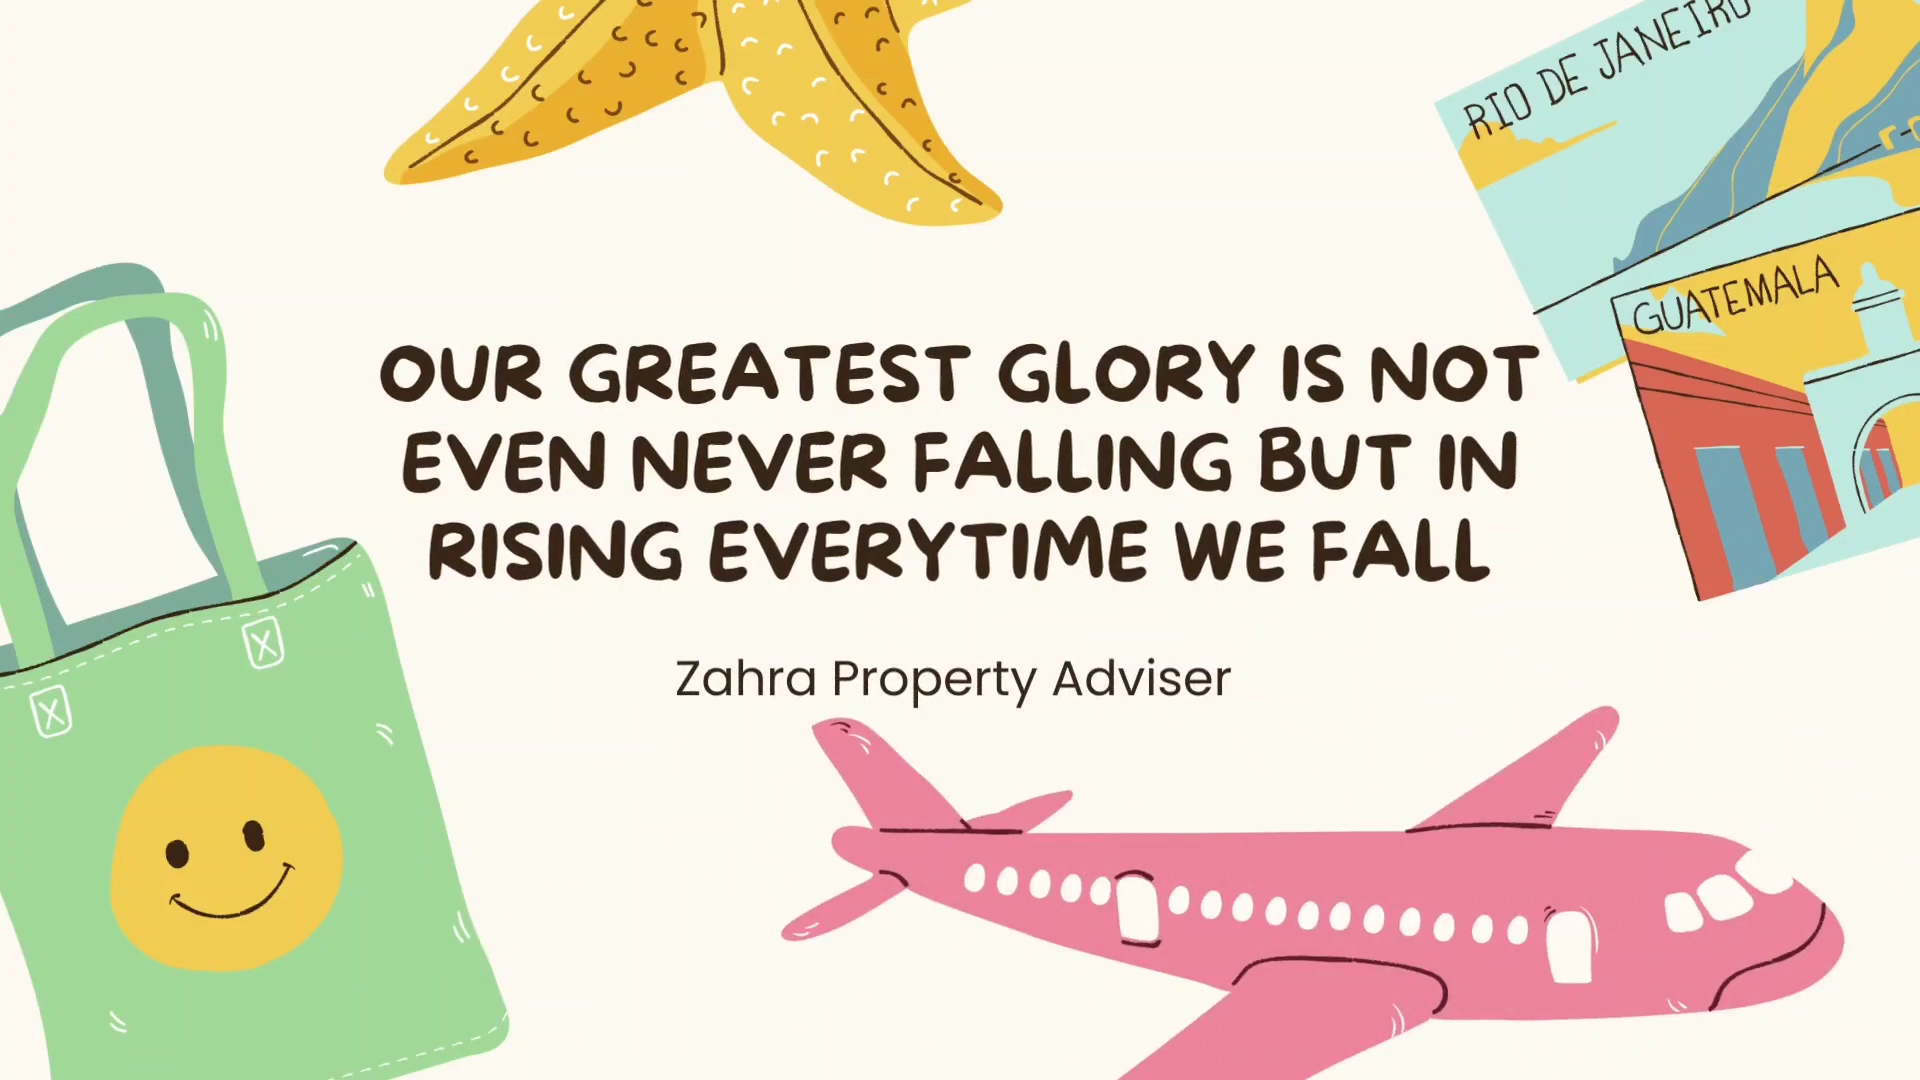 RIO DE JANEIRO
GUATEMALA
OUR GREATEST GLORY IS NOT
EVEN NEVER FALLING BUT IN
RISING EVERYTIME WE FALL
Zahra Property Adviser